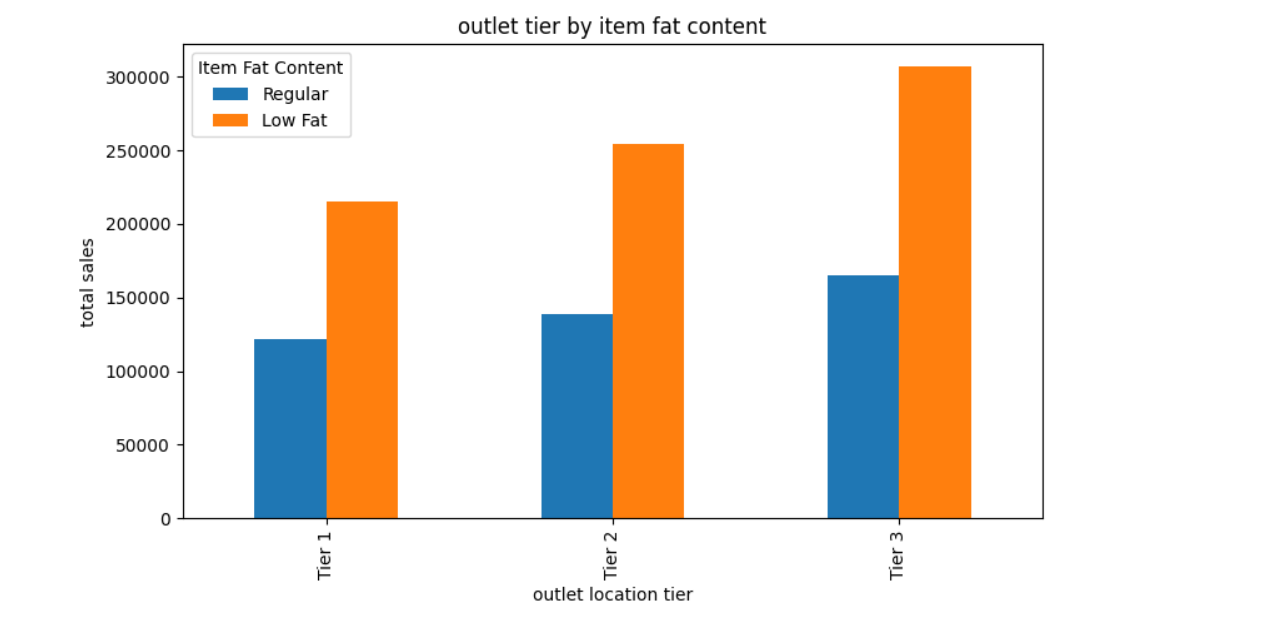 outlet tier by item fat content
Item Fat Content
Regular
Low Fat
300000
250000
200000
150000
100000
50000
0
total sales
Tier 1
Tier 2
Tier 3
outlet location tier